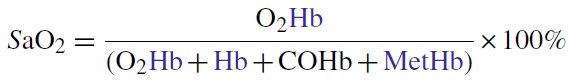 SaO₂ = O₂Hb / (O₂Hb + Hb + COHb + MetHb) × 100%